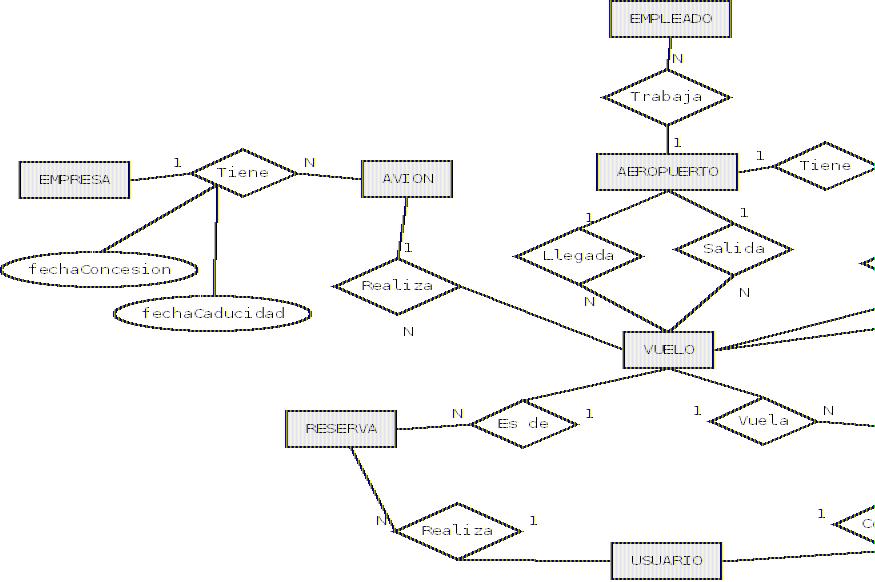 EMPLEADO
N
Trabaja
1
EMPRESA
1
Tiene
N
AVION
AEROPUERTO
1
Tiene
fechaConcesion
fechaCaducidad
1
Realiza
N
1
Llegada
N
1
Salida
N
VUELO
RESERVA
N
Es de
1
1
Vuela
N
N
Realiza
1
1
USUARIO